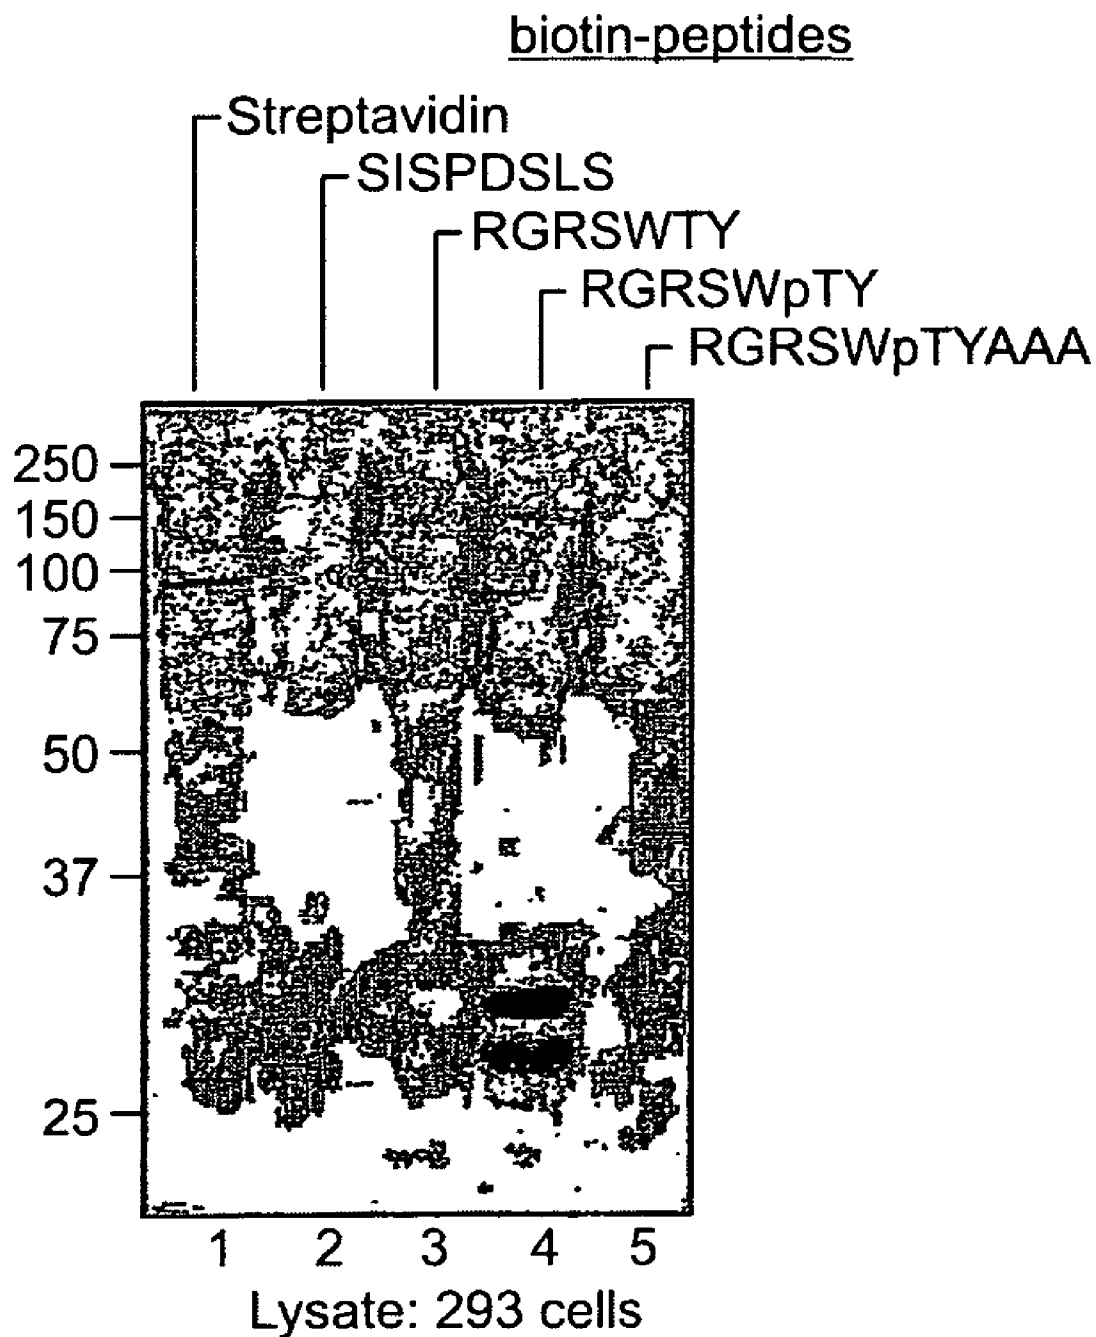 biotin-peptides
Streptavidin
SISPDSLS
RGRSWTY
RGRSWpTY
RGRSWpTYAAA
250
150
100
75
50
37
25
1 2 3 4 5
Lysate: 293 cells